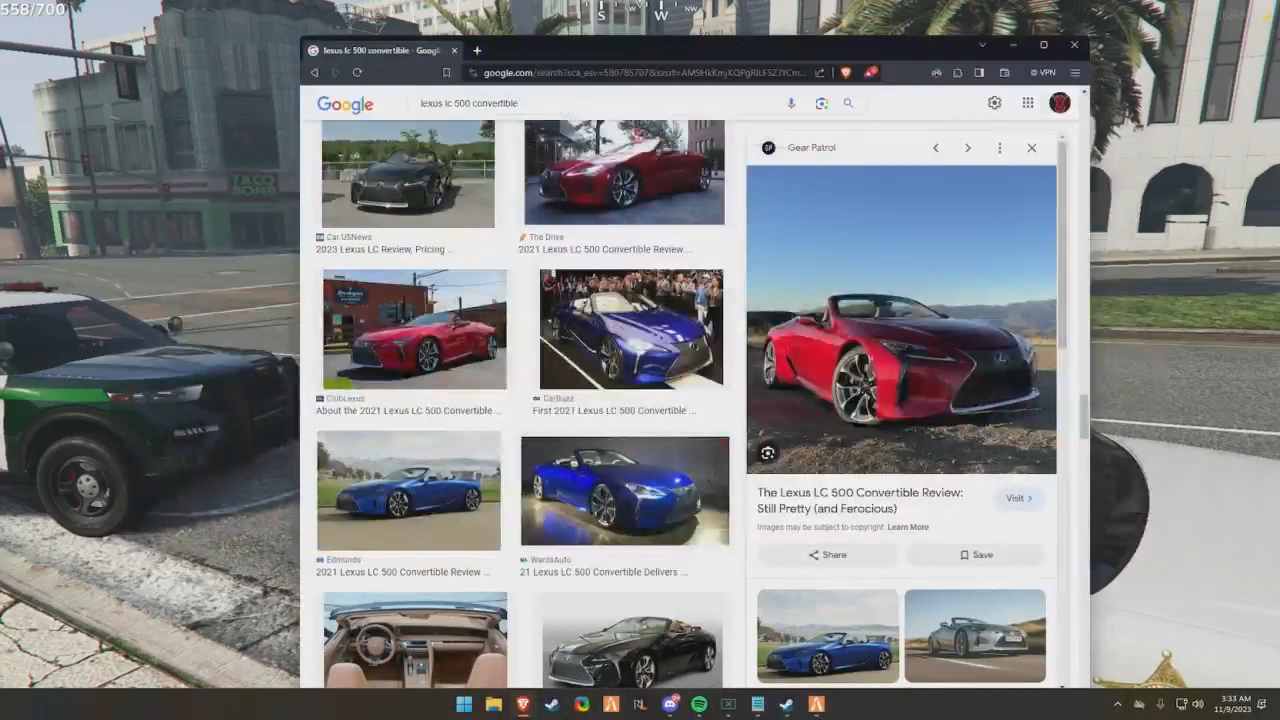 558/700
S SW W NW
lexus lc 500 convertible - Google
google.com/search?sca_esv=580785707&sxsrf=
VPN
Google
lexus lc 500 convertible
Gear Patrol
TACO
BOMB
Car USNews
2023 Lexus LC Review, Pricing ...
The Drive
2021 Lexus LC 500 Convertible Review ...
ClubLexus
About the 2021 Lexus LC 500 Convertible ...
CarBuzz
First 2021 Lexus LC 500 Convertible ...
The Lexus LC 500 Convertible Review:
Still Pretty (and Ferocious)
Visit >
Images may be subject to copyright. Learn More
Share
Save
Edmunds
2021 Lexus LC 500 Convertible Review ...
WardsAuto
21 Lexus LC 500 Convertible Delivers ...
3:33 AM
11/9/2023